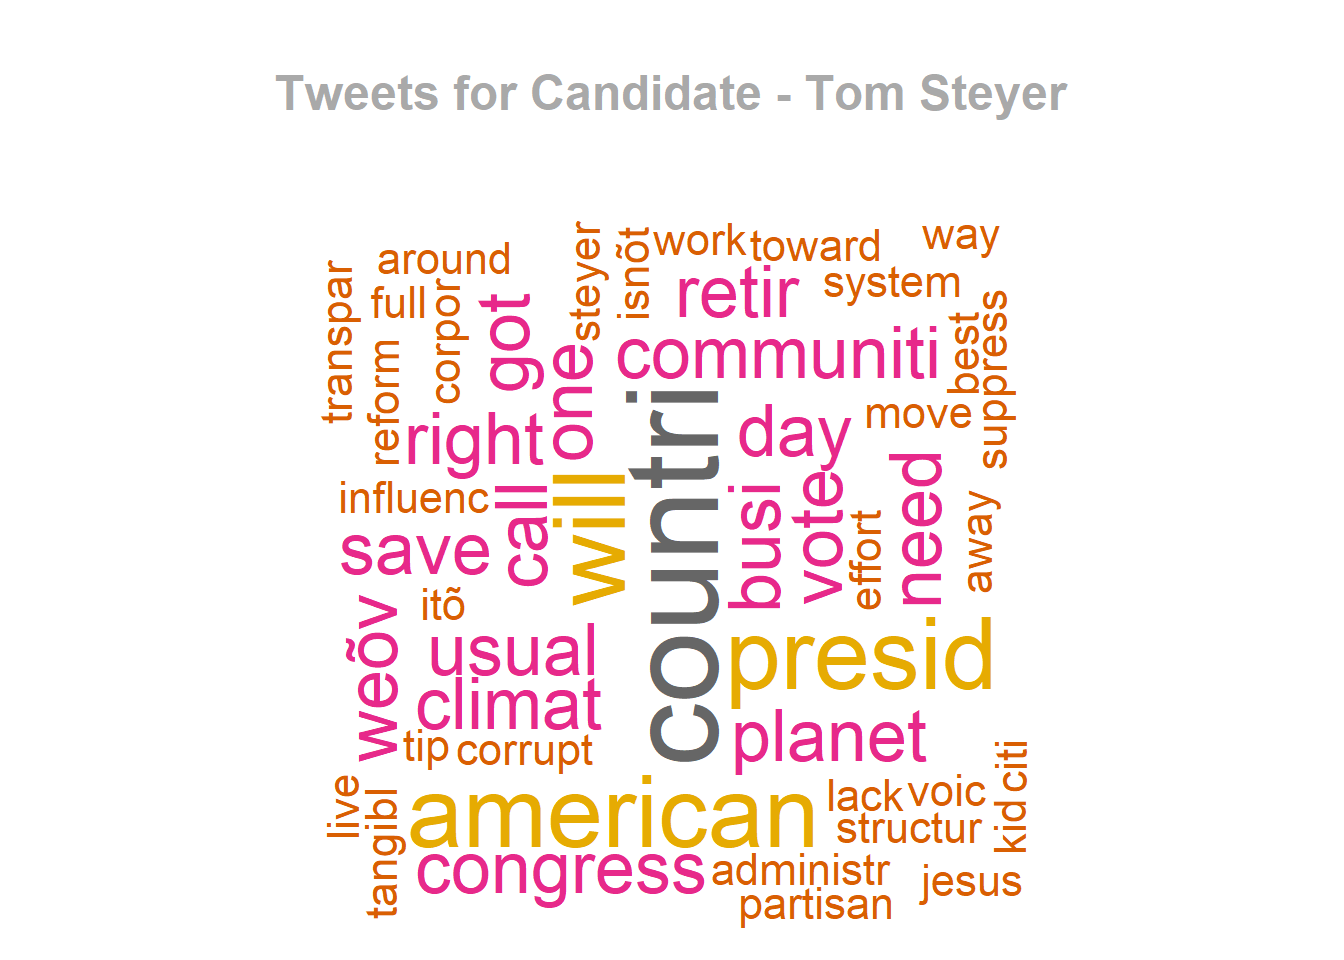 Tweets for Candidate - Tom Steyer
way
work
toward
steyer
isnõt
around
system
retir
transpar
full
corpor
got
communiti
best
suppress
one
reform
move
right
day
countri
influenc
call
will
busi
vote
need
save
effort
away
itõ
weõv
usual
presid
climat
planet
tip
corrupt
citi
live
american
lack
voic
kid
tangibl
structur
congress
administr
jesus
partisan